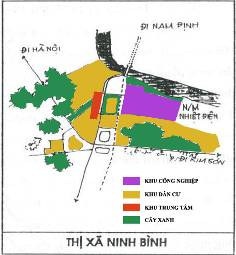 ĐI NAM ĐỊNH
ĐI HÀ NỘI
N/M
NHIỆT ĐIỆN
ĐI KIM SƠN
KHU CÔNG NGHIỆP
KHU DÂN CƯ
KHU TRUNG TÂM
CÂY XANH
THỊ XÃ NINH BÌNH